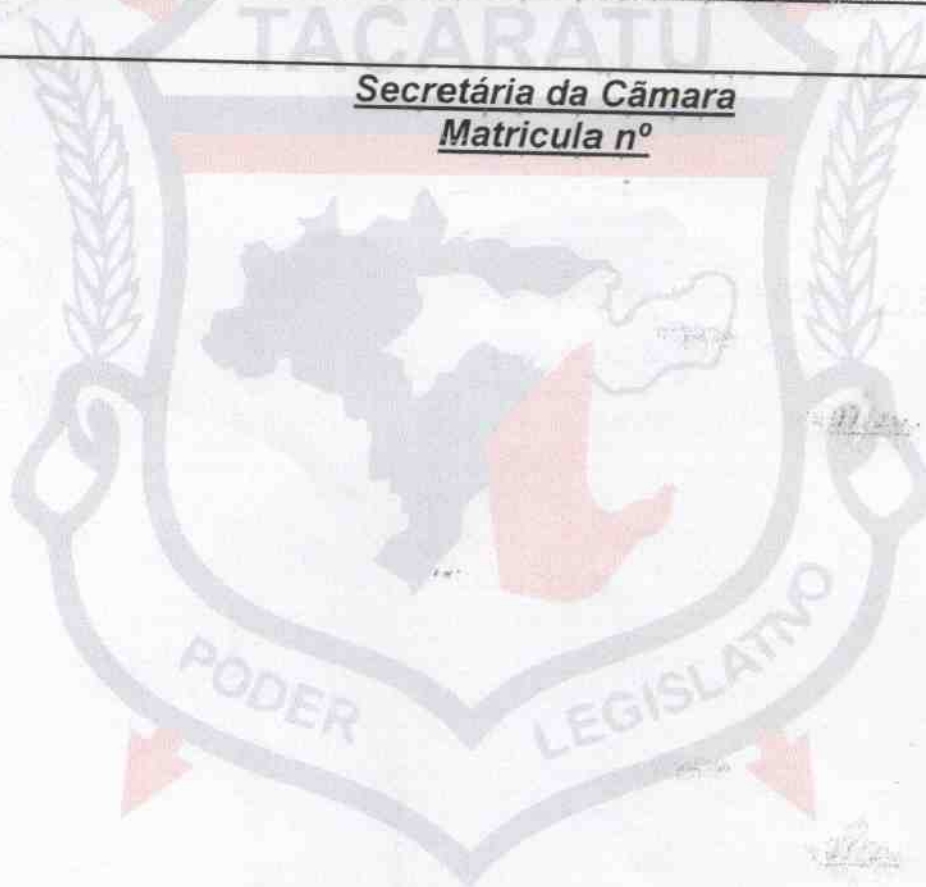 TACARATU
Secretária da Cãmara
Matricula nº
PODER LEGISLATIVO